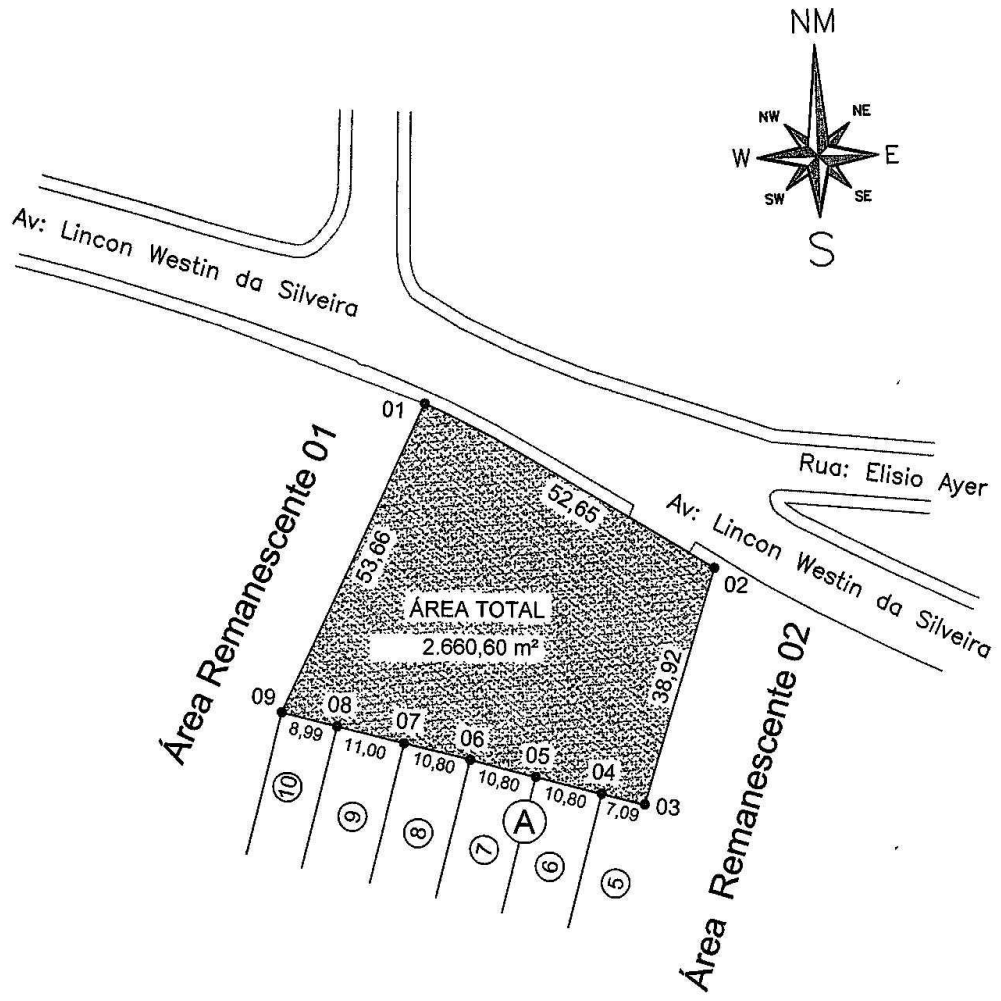 NM
NW
NE
W
E
SW
SE
S
Av: Lincon Westin da Silveira
01
Área Remanescente 01
52,65
Rua: Elisio Ayer
Av: Lincon Westin da Silveira
53,66
02
ÁREA TOTAL
2.660,60 m²
38,92
Área Remanescente 02
09
08
07
06
05
04
03
8,99
11,00
10,80
10,80
10,80
7,09
A
10
9
8
7
6
5